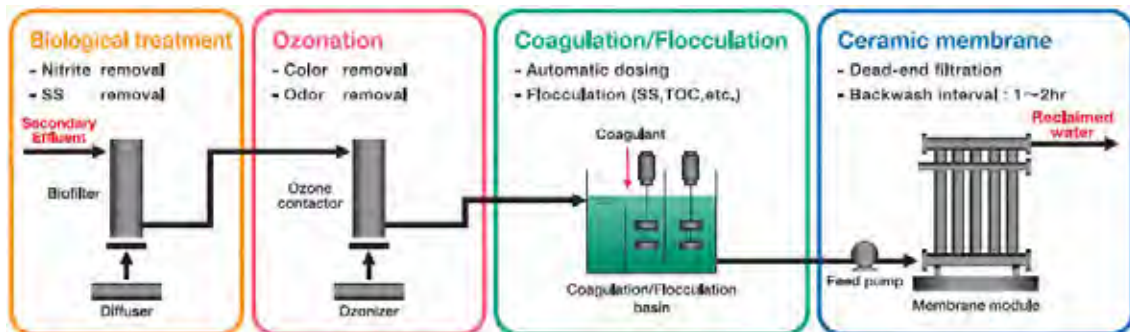 Biological treatment
- Nitrite removal
- SS removal
Secondary
Effluent
Biofilter
Diffuser
Ozonation
- Color removal
- Odor removal
Ozone
contactor
Ozonizer
Coagulation/Flocculation
- Automatic dosing
- Flocculation (SS,TOC,etc.)
Coagulant
Coagulation/Flocculation
basin
Ceramic membrane
- Dead-end filtration
- Backwash interval : 1~2hr
Reclaimed
water
Feed pump
Membrane module